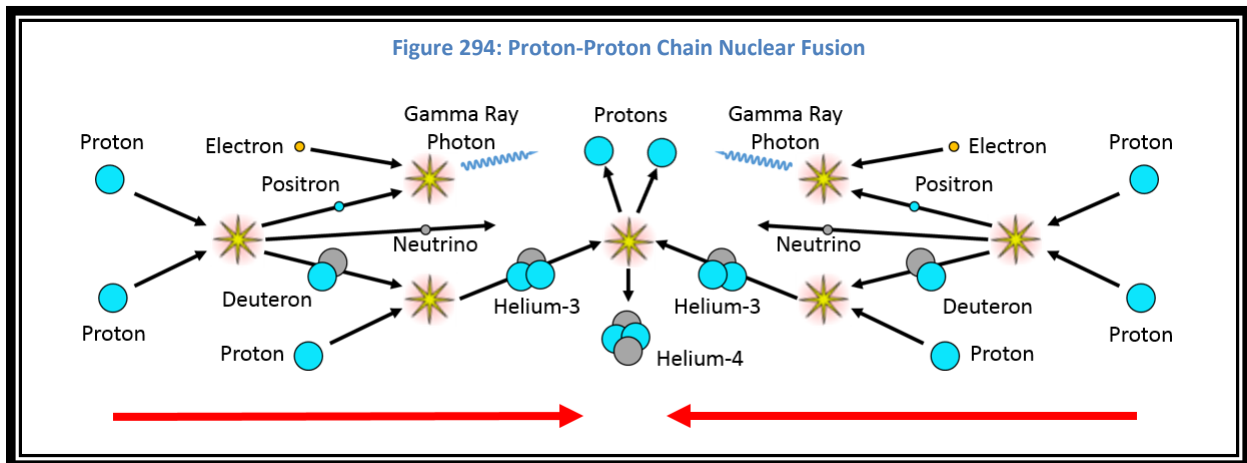 Figure 294: Proton-Proton Chain Nuclear Fusion
Proton
Electron
Gamma Ray
Photon
Protons
Gamma Ray
Photon
Electron
Proton
Positron
Positron
Neutrino
Neutrino
Proton
Deuteron
Helium-3
Helium-3
Deuteron
Proton
Proton
Helium-4
Proton